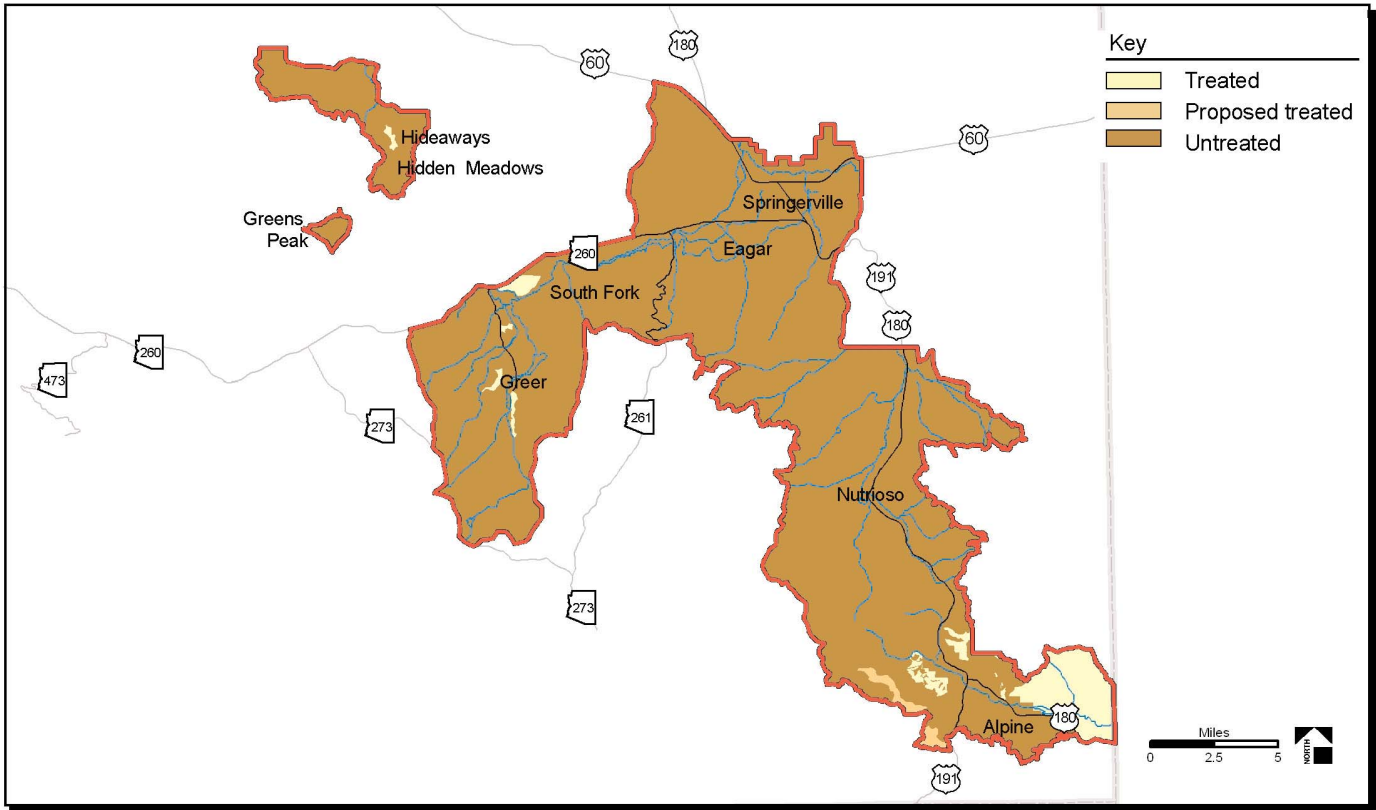 60
180
Key
Treated
Proposed treated
Untreated
Hideaways
Hidden Meadows
60
Springerville
Greens
Peak
260
Eagar
191
South Fork
180
260
473
Greer
273
261
Nutrioso
273
Alpine
180
Miles
0 2.5 5
NORTH
191